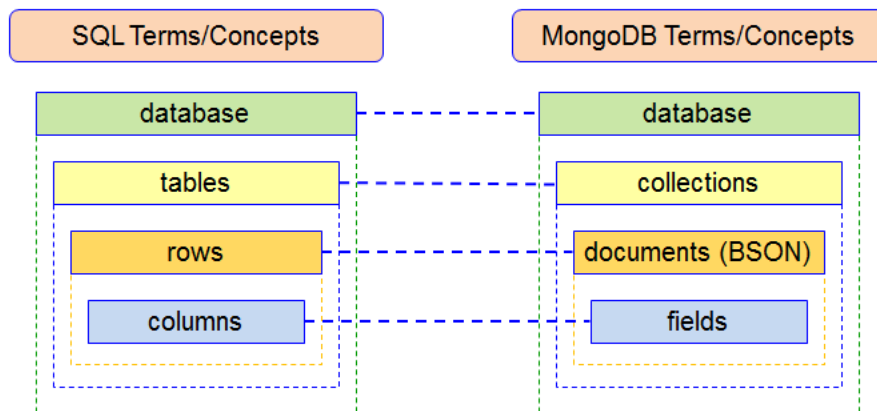 SQL Terms/Concepts
MongoDB Terms/Concepts
database
database
tables
collections
rows
documents (BSON)
columns
fields